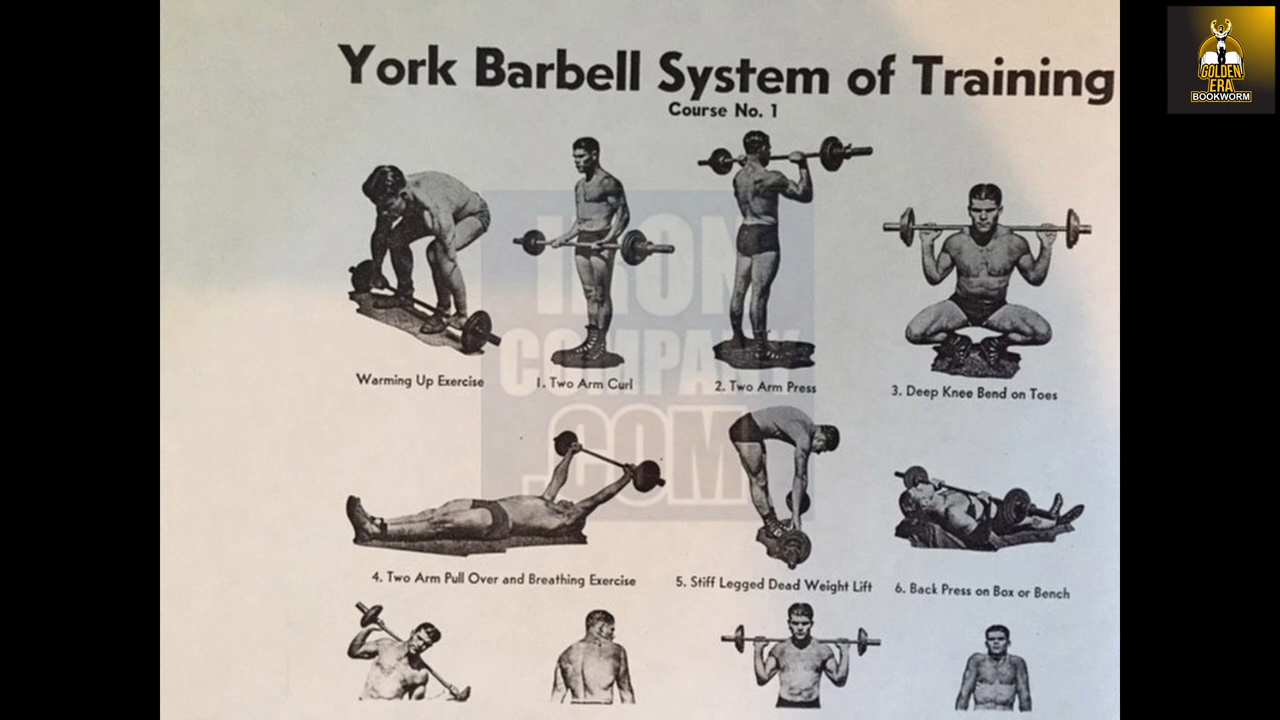 York Barbell System of Training
Course No. 1
GOLDEN
ERA
BOOKWORM
IRON
COMPANY
.COM
Warming Up Exercise
1. Two Arm Curl
2. Two Arm Press
3. Deep Knee Bend on Toes
4. Two Arm Pull Over and Breathing Exercise
5. Stiff Legged Dead Weight Lift
6. Back Press on Box or Bench